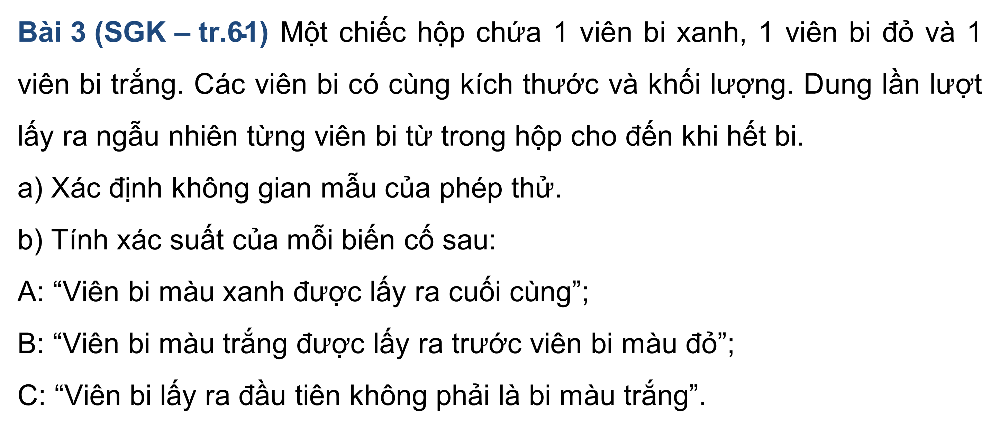 Bài 3 (SGK – tr.61) Một chiếc hộp chứa 1 viên bi xanh, 1 viên bi đỏ và 1
viên bi trắng. Các viên bi có cùng kích thước và khối lượng. Dung lần lượt
lấy ra ngẫu nhiên từng viên bi từ trong hộp cho đến khi hết bi.
a) Xác định không gian mẫu của phép thử.
b) Tính xác suất của mỗi biến cố sau:
A: “Viên bi màu xanh được lấy ra cuối cùng”;
B: “Viên bi màu trắng được lấy ra trước viên bi màu đỏ”;
C: “Viên bi lấy ra đầu tiên không phải là bi màu trắng”.